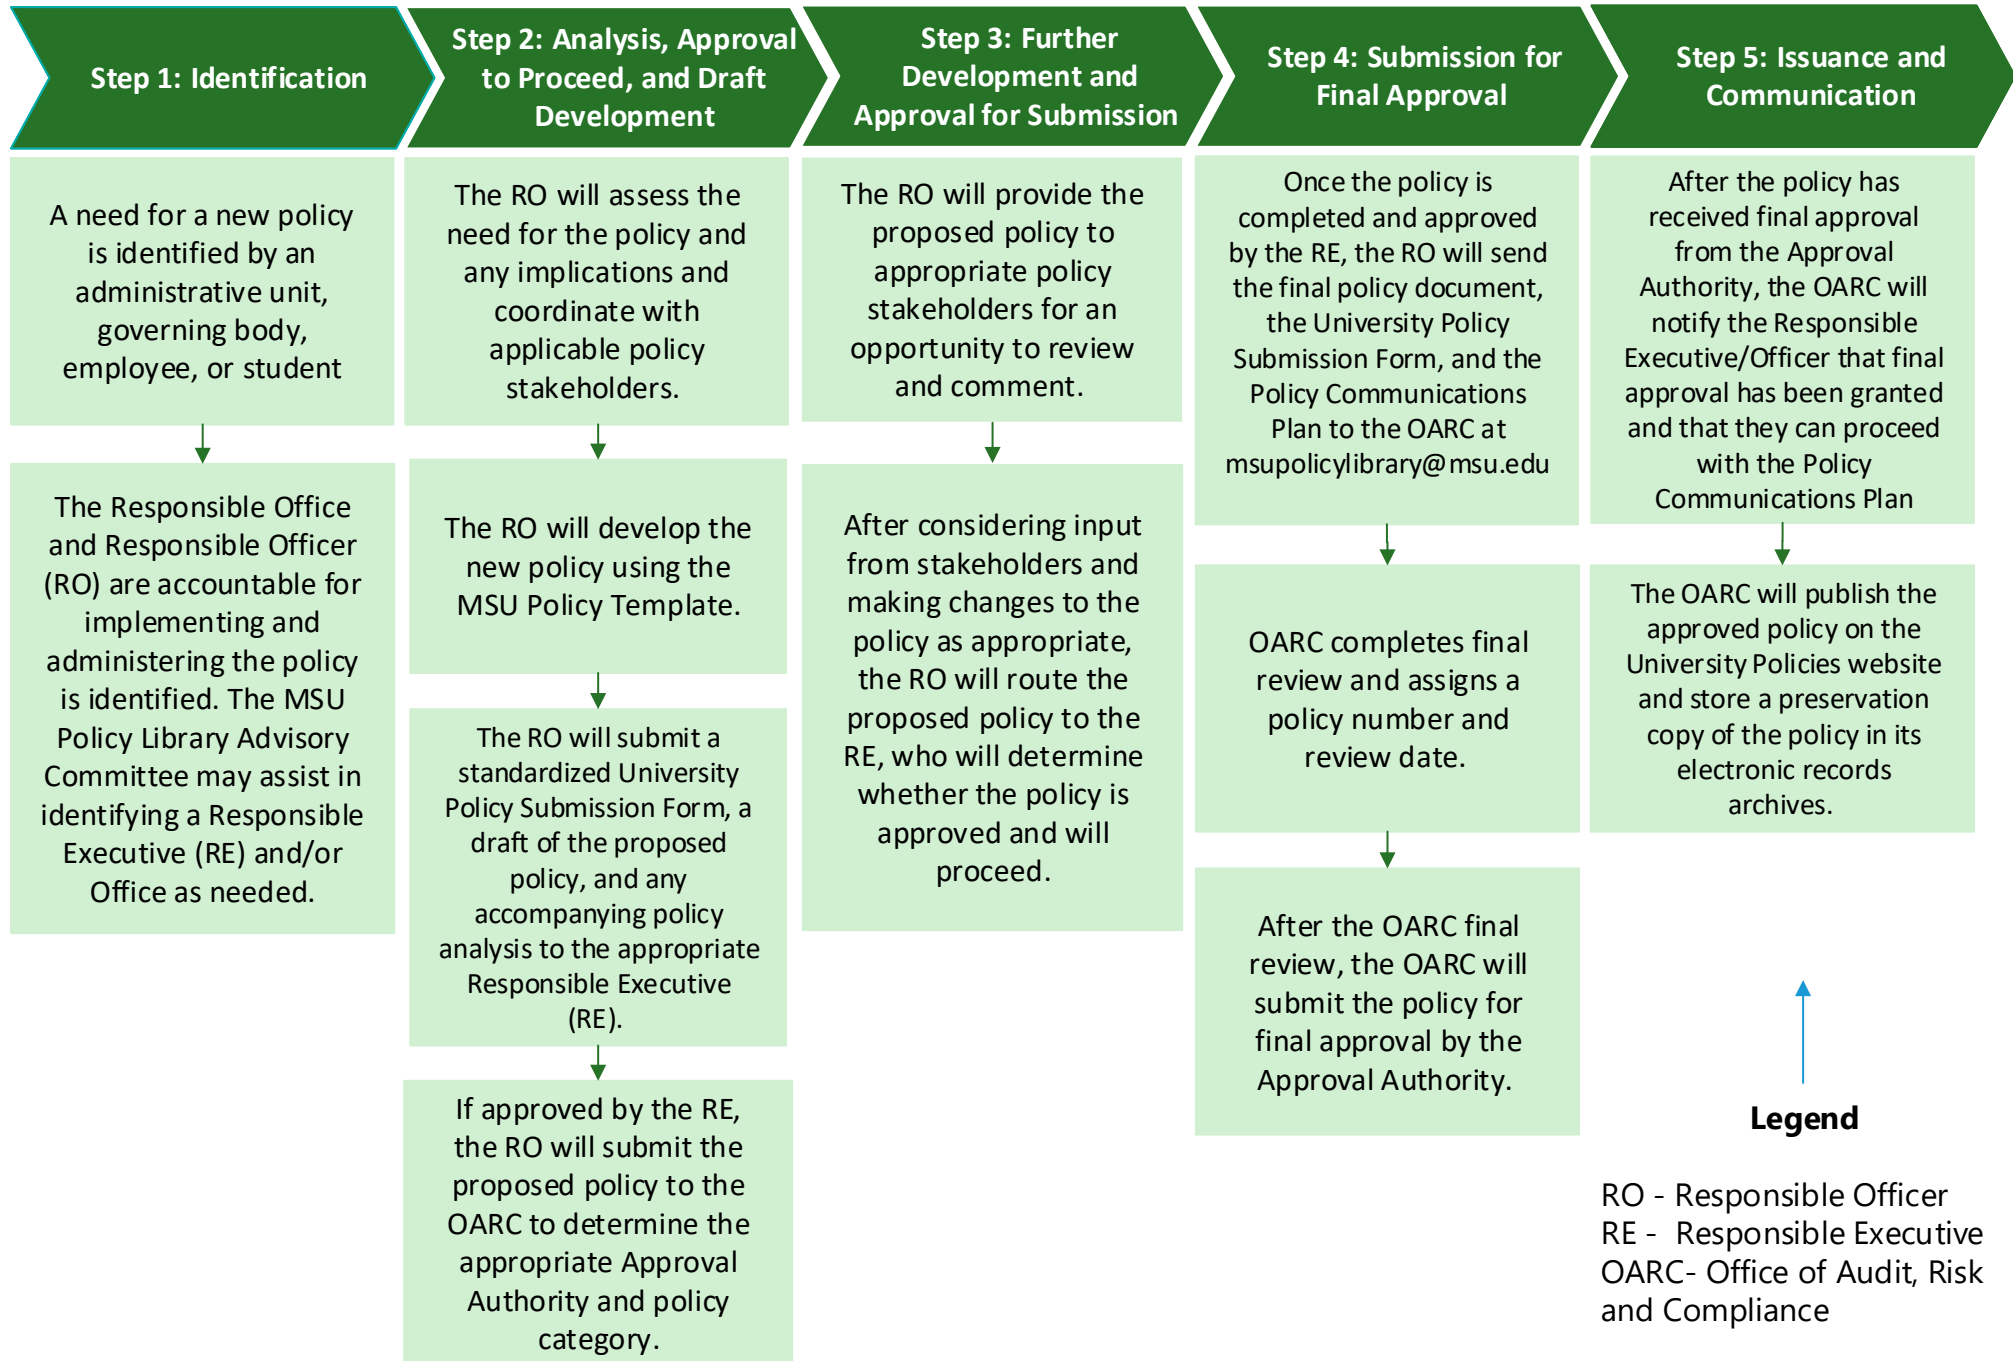 Step 1: Identification
Step 2: Analysis, Approval
to Proceed, and Draft
Development
Step 3: Further
Development and
Approval for Submission
Step 4: Submission for
Final Approval
Step 5: Issuance and
Communication
A need for a new policy
is identified by an
administrative unit,
governing body,
employee, or student
The Responsible Office
and Responsible Officer
(RO) are accountable for
implementing and
administering the policy
is identified. The MSU
Policy Library Advisory
Committee may assist in
identifying a Responsible
Executive (RE) and/or
Office as needed.
The RO will assess the
need for the policy and
any implications and
coordinate with
applicable policy
stakeholders.
The RO will develop the
new policy using the
MSU Policy Template.
The RO will submit a
standardized University
Policy Submission Form, a
draft of the proposed
policy, and any
accompanying policy
analysis to the appropriate
Responsible Executive
(RE).
If approved by the RE,
the RO will submit the
proposed policy to the
OARC to determine the
appropriate Approval
Authority and policy
category.
The RO will provide the
proposed policy to
appropriate policy
stakeholders for an
opportunity to review
and comment.
After considering input
from stakeholders and
making changes to the
policy as appropriate,
the RO will route the
proposed policy to the
RE, who will determine
whether the policy is
approved and will
proceed.
Once the policy is
completed and approved
by the RE, the RO will send
the final policy document,
the University Policy
Submission Form, and the
Policy Communications
Plan to the OARC at
msupolicylibrary@msu.edu
OARC completes final
review and assigns a
policy number and
review date.
After the OARC final
review, the OARC will
submit the policy for
final approval by the
Approval Authority.
After the policy has
received final approval
from the Approval
Authority, the OARC will
notify the Responsible
Executive/Officer that final
approval has been granted
and that they can proceed
with the Policy
Communications Plan
The OARC will publish the
approved policy on the
University Policies website
and store a preservation
copy of the policy in its
electronic records
archives.
Legend
RO - Responsible Officer
RE -  Responsible Executive
OARC- Office of Audit, Risk
and Compliance